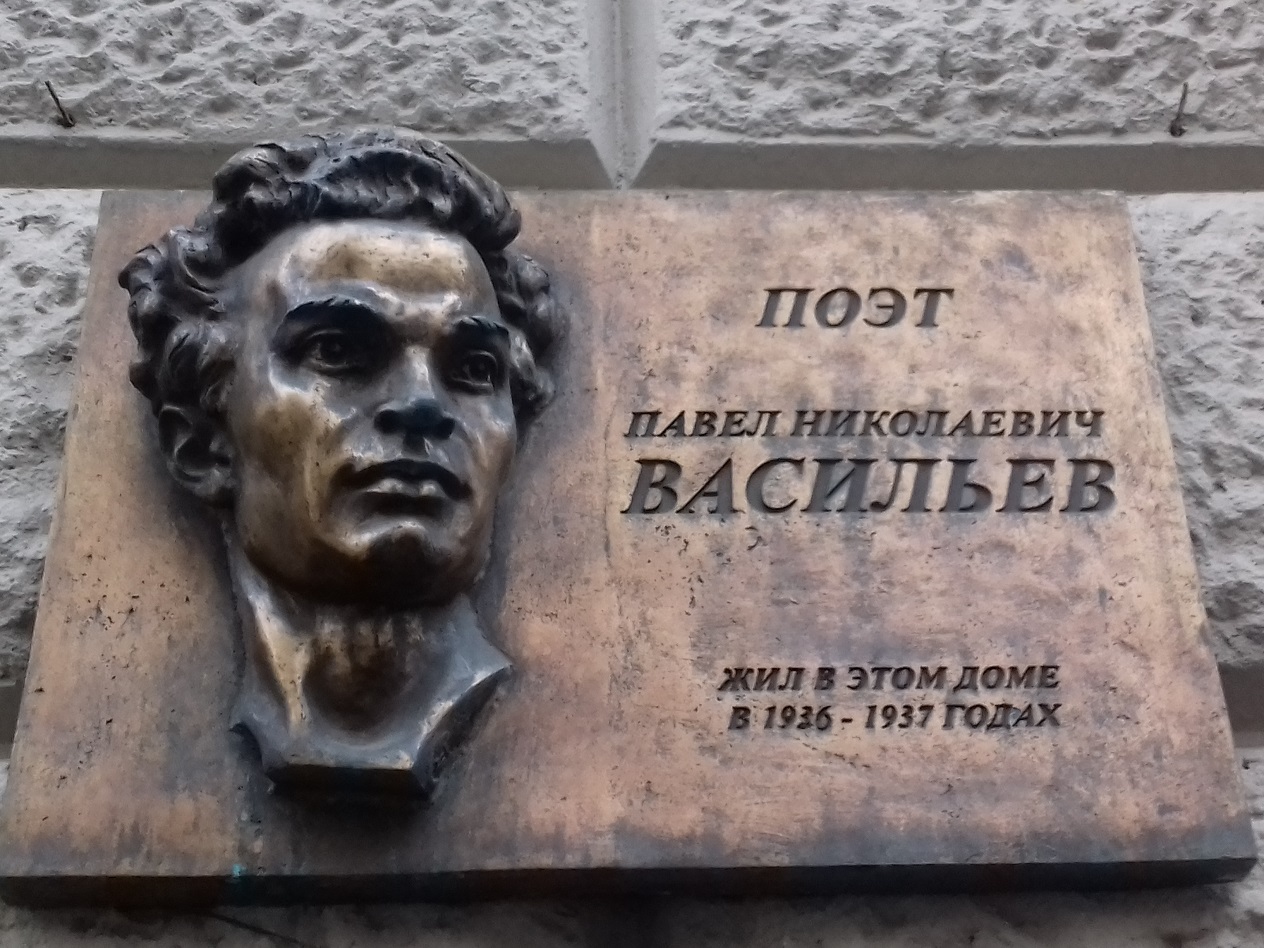 ПОЭТ
ПАВЕЛ НИКОЛАЕВИЧ
ВАСИЛЬЕВ
ЖИЛ В ЭТОМ ДОМЕ
В 1936 - 1937 ГОДАХ